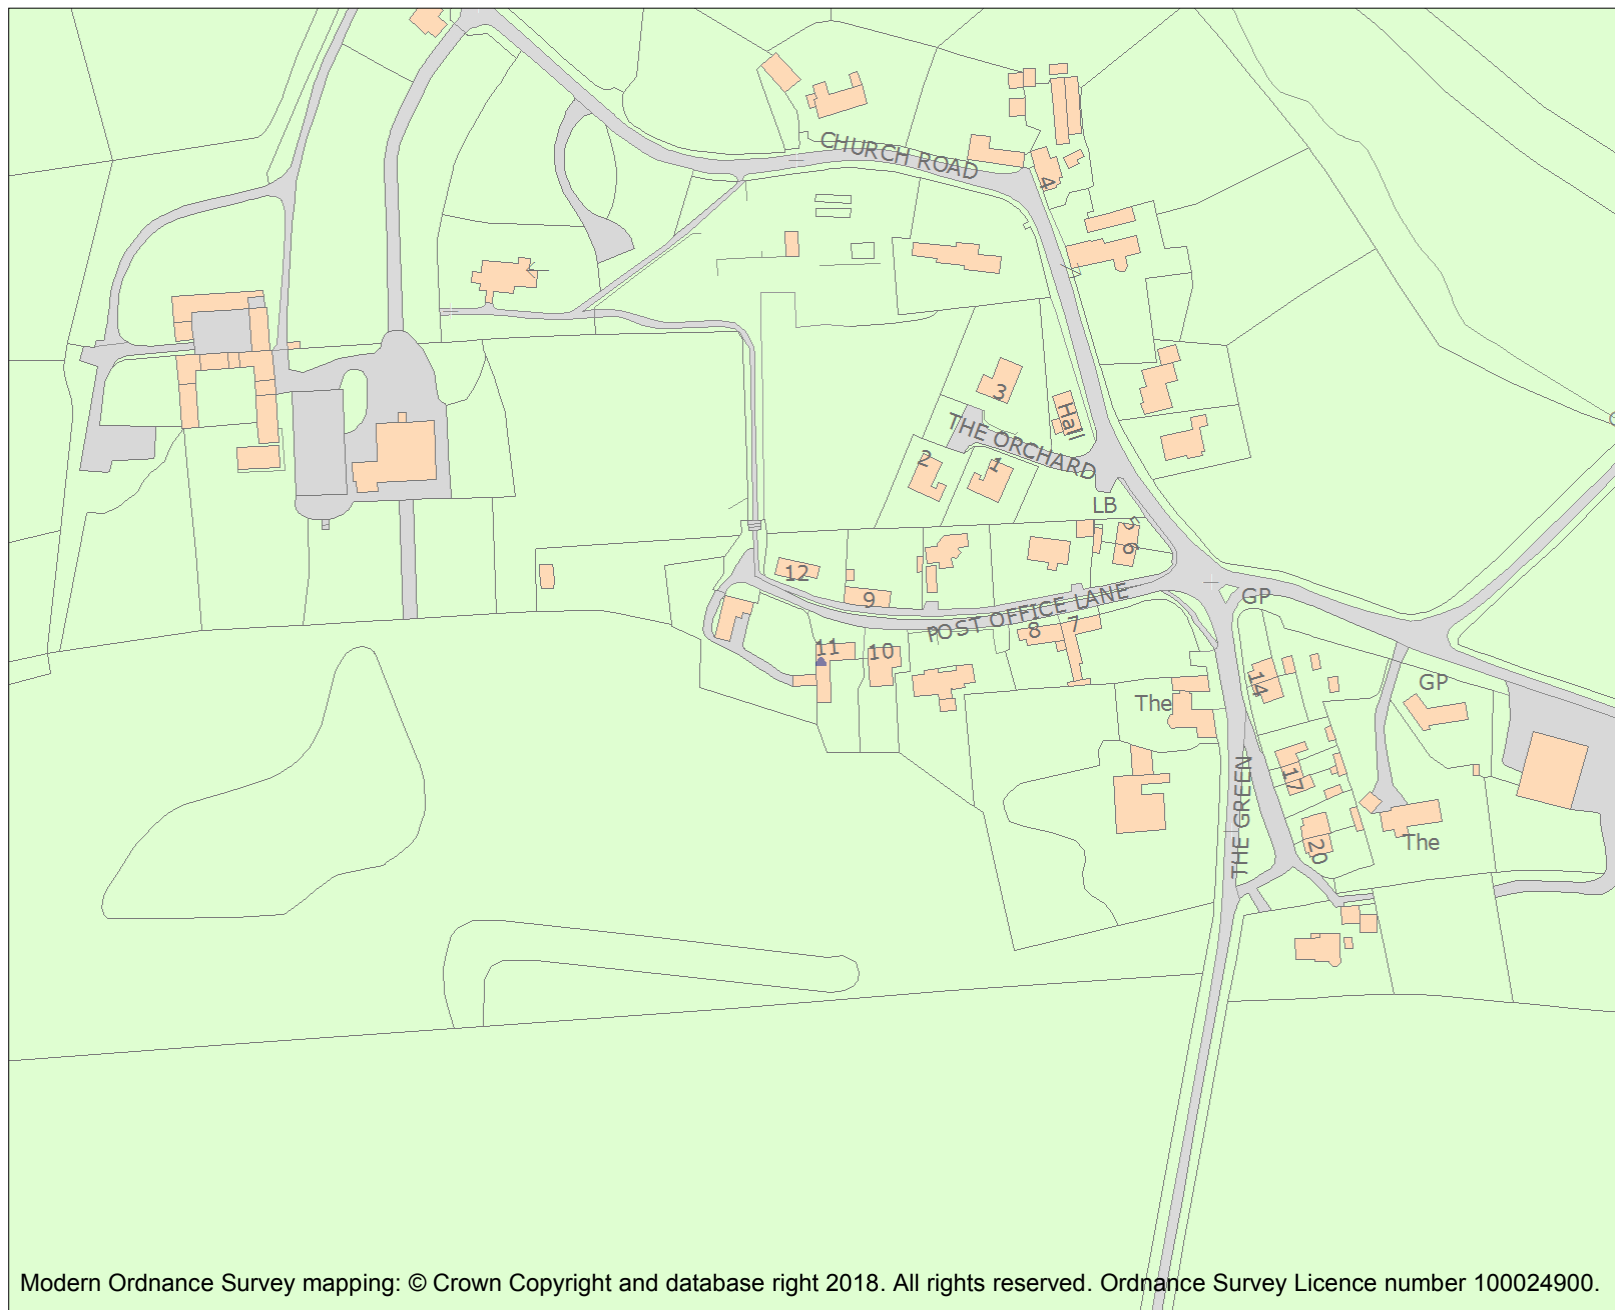 CHURCH ROAD
4
3
Hall
THE ORCHARD
2
1
LB
5
6
12
9
POST OFFICE LANE
GP
8
7
11
10
14
GP
The
THE GREEN
17
20
The
Modern Ordnance Survey mapping: © Crown Copyright and database right 2018. All rights reserved. Ordnance Survey Licence number 100024900.